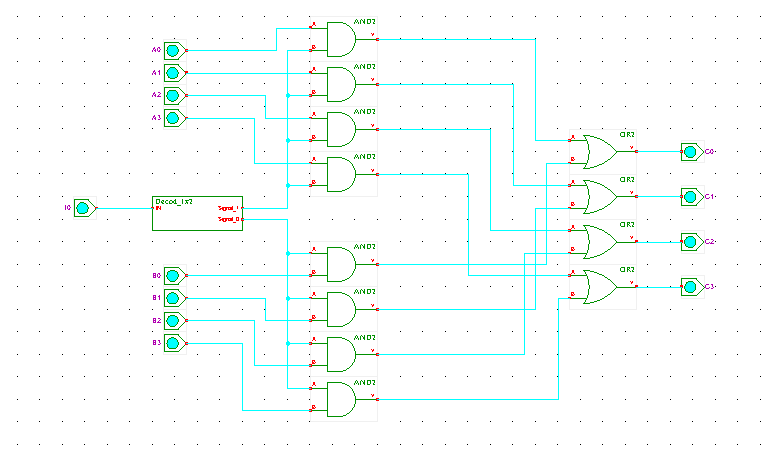 AND2
A
B
Y
A0
A1
AND2
A
B
Y
A2
A3
AND2
A
B
Y
OR2
A
B
Y
C0
AND2
A
B
Y
OR2
A
B
Y
C1
I0
Decod_1x2
IN
Signal_1
Signal_0
OR2
A
B
Y
C2
AND2
A
B
Y
OR2
A
B
Y
C3
B0
B1
AND2
A
B
Y
B2
B3
AND2
A
B
Y
AND2
A
B
Y